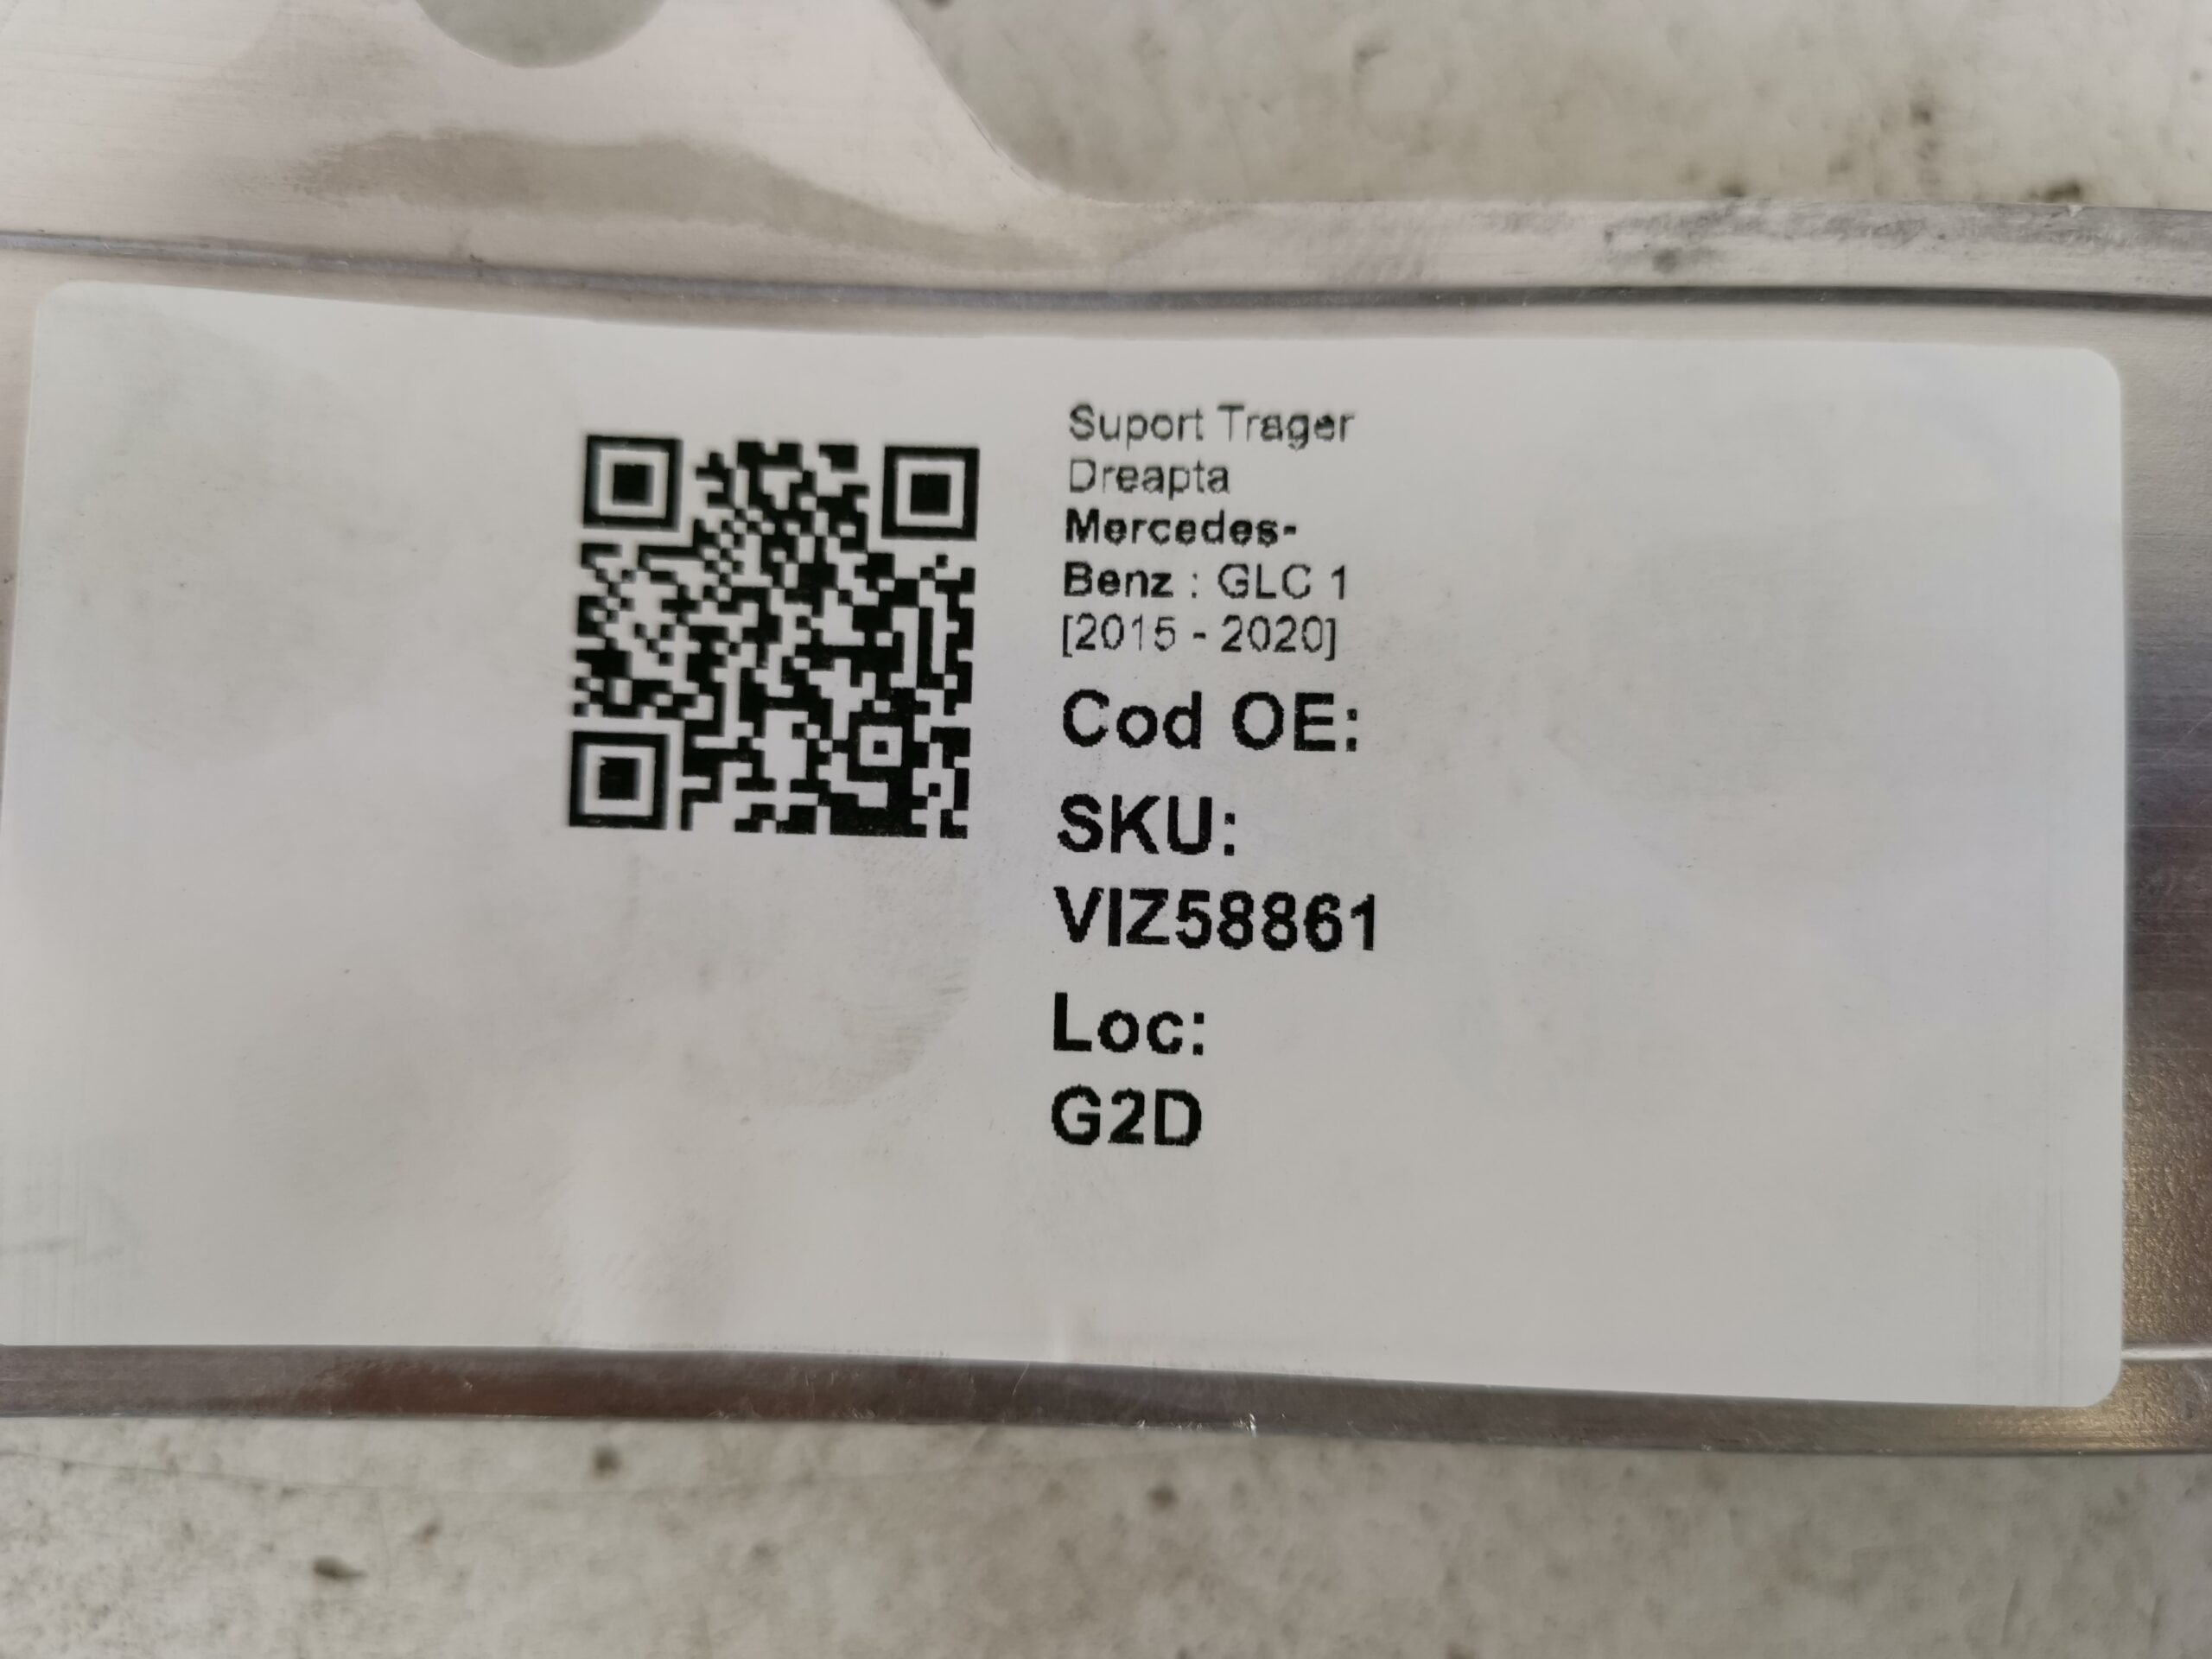 Suport Trager
Dreapta
Mercedes-
Benz : GLC 1
[2015 - 2020]
Cod OE:
SKU:
VIZ58861
Loc:
G2D